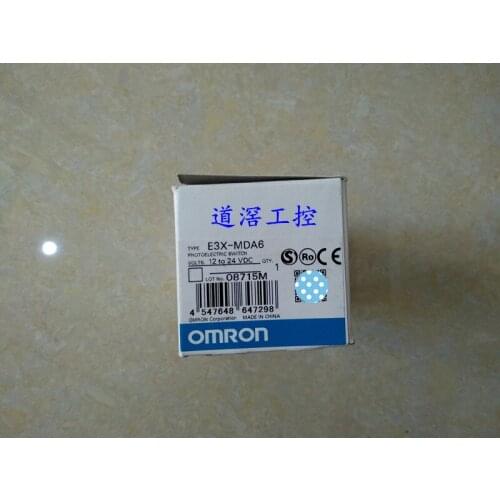 道滘工控
TYPE E3X-MDA6
PHOTOELECTRIC SWITCH
VOLTS. 12 to 24 VDC QTY. 1
LOT No. 08715M
4 547648 647298
OMRON Corporation MADE IN CHINA
OMRON
S Ro C